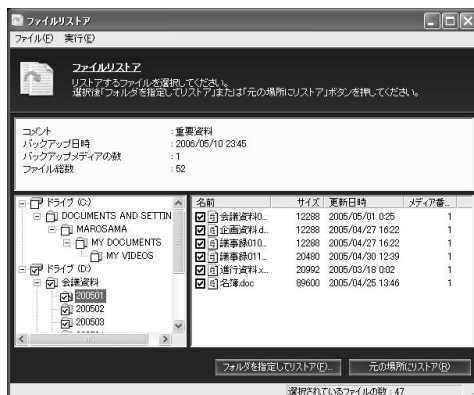 ファイルリストア
ファイル(F) 実行(E)
ファイルリストア
リストアするファイルを選択してください。
選択後「フォルダを指定してリストア」または「元の場所にリストア」ボタンを押してください。
コメント : 重要資料
バックアップ日時 : 2006/05/10 23:45
バックアップメディアの数 : 1
ファイル総数 : 52
ドライブ (C:)
DOCUMENTS AND SETTIN
MAROSAMA
MY DOCUMENTS
MY VIDEOS
ドライブ (D:)
会議資料
200501
200502
200503
名前 サイズ 更新日時 メディア番...
会議資料0... 12288 2005/05/01 0:25 1
企画資料.d... 12288 2005/04/27 16:22 1
議事録010... 12288 2005/04/27 16:22 1
議事録011... 20480 2005/04/30 12:39 1
進行資料.x... 20992 2005/03/18 0:02 1
名簿.doc 89600 2005/04/25 13:46 1
フォルダを指定してリストア(F)... 元の場所にリストア(R)
選択されているファイルの数 : 47